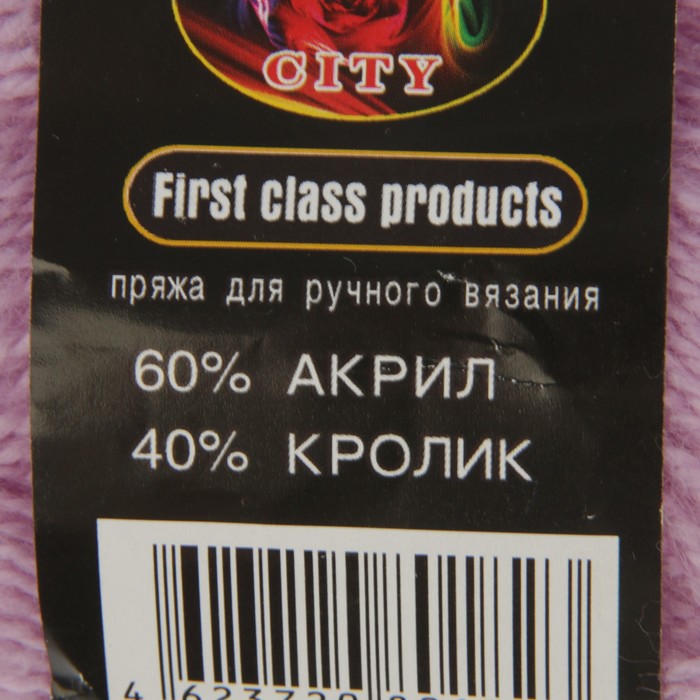 CITY
First class products
пряжа для ручного вязания
60% АКРИЛ
40% КРОЛИК